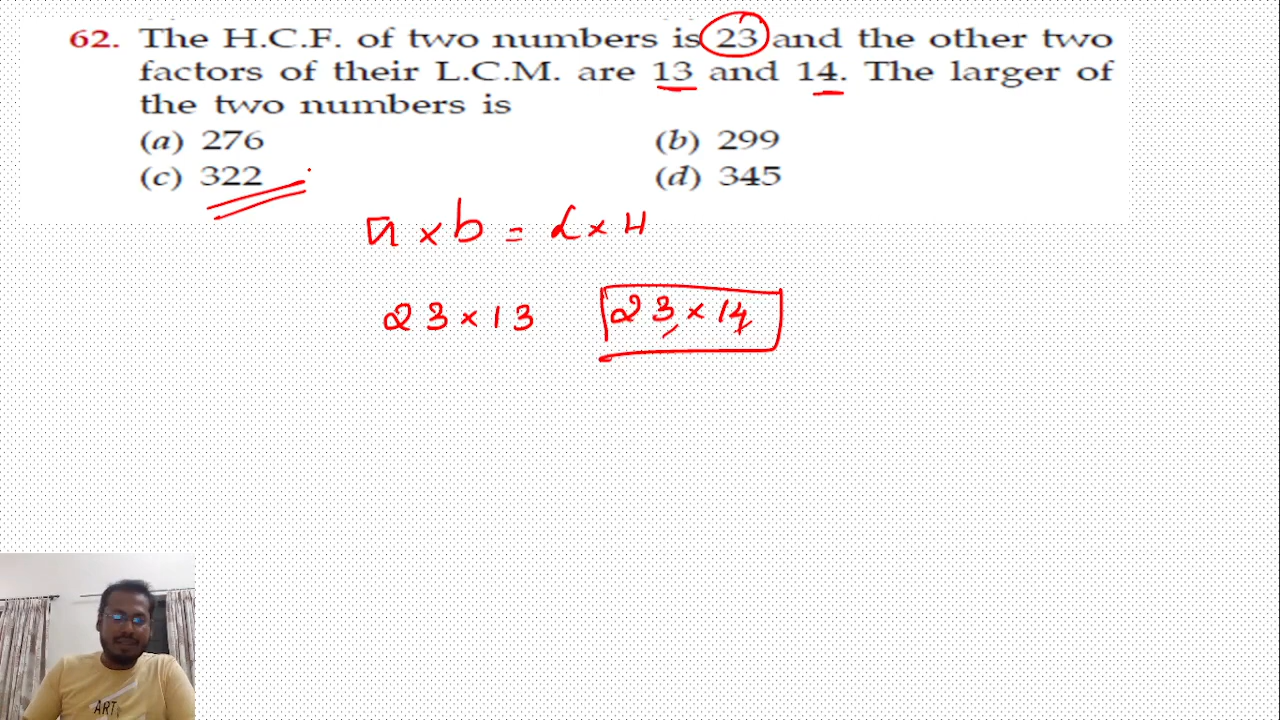 62. The H.C.F. of two numbers is 23 and the other two
factors of their L.C.M. are 13 and 14. The larger of
the two numbers is
(a) 276 (b) 299
(c) 322 (d) 345
a × b = L × H
23 × 13 23 × 14
ART